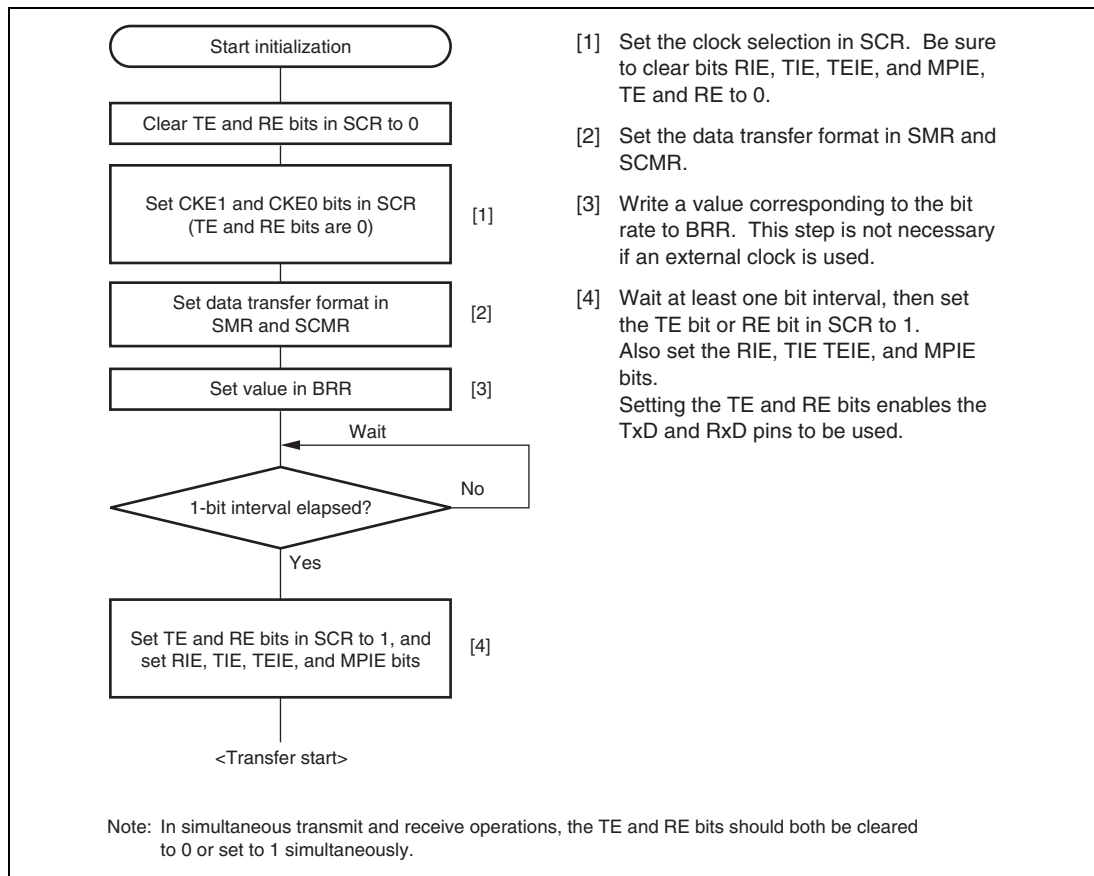 Start initialization
Clear TE and RE bits in SCR to 0
Set CKE1 and CKE0 bits in SCR
(TE and RE bits are 0)
[1]
Set data transfer format in
SMR and SCMR
[2]
Set value in BRR
[3]
Wait
No
1-bit interval elapsed?
Yes
Set TE and RE bits in SCR to 1, and
set RIE, TIE, TEIE, and MPIE bits
[4]
<Transfer start>
[1] Set the clock selection in SCR. Be sure
to clear bits RIE, TIE, TEIE, and MPIE,
TE and RE to 0.
[2] Set the data transfer format in SMR and
SCMR.
[3] Write a value corresponding to the bit
rate to BRR. This step is not necessary
if an external clock is used.
[4] Wait at least one bit interval, then set
the TE bit or RE bit in SCR to 1.
Also set the RIE, TIE TEIE, and MPIE
bits.
Setting the TE and RE bits enables the
TxD and RxD pins to be used.
Note: In simultaneous transmit and receive operations, the TE and RE bits should both be cleared
to 0 or set to 1 simultaneously.